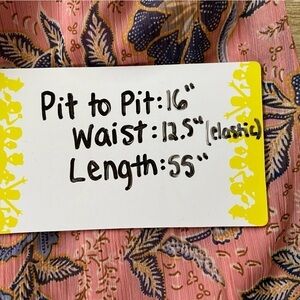 Pit to Pit: 16"
Waist: 12.5" (elastic)
Length: 55"